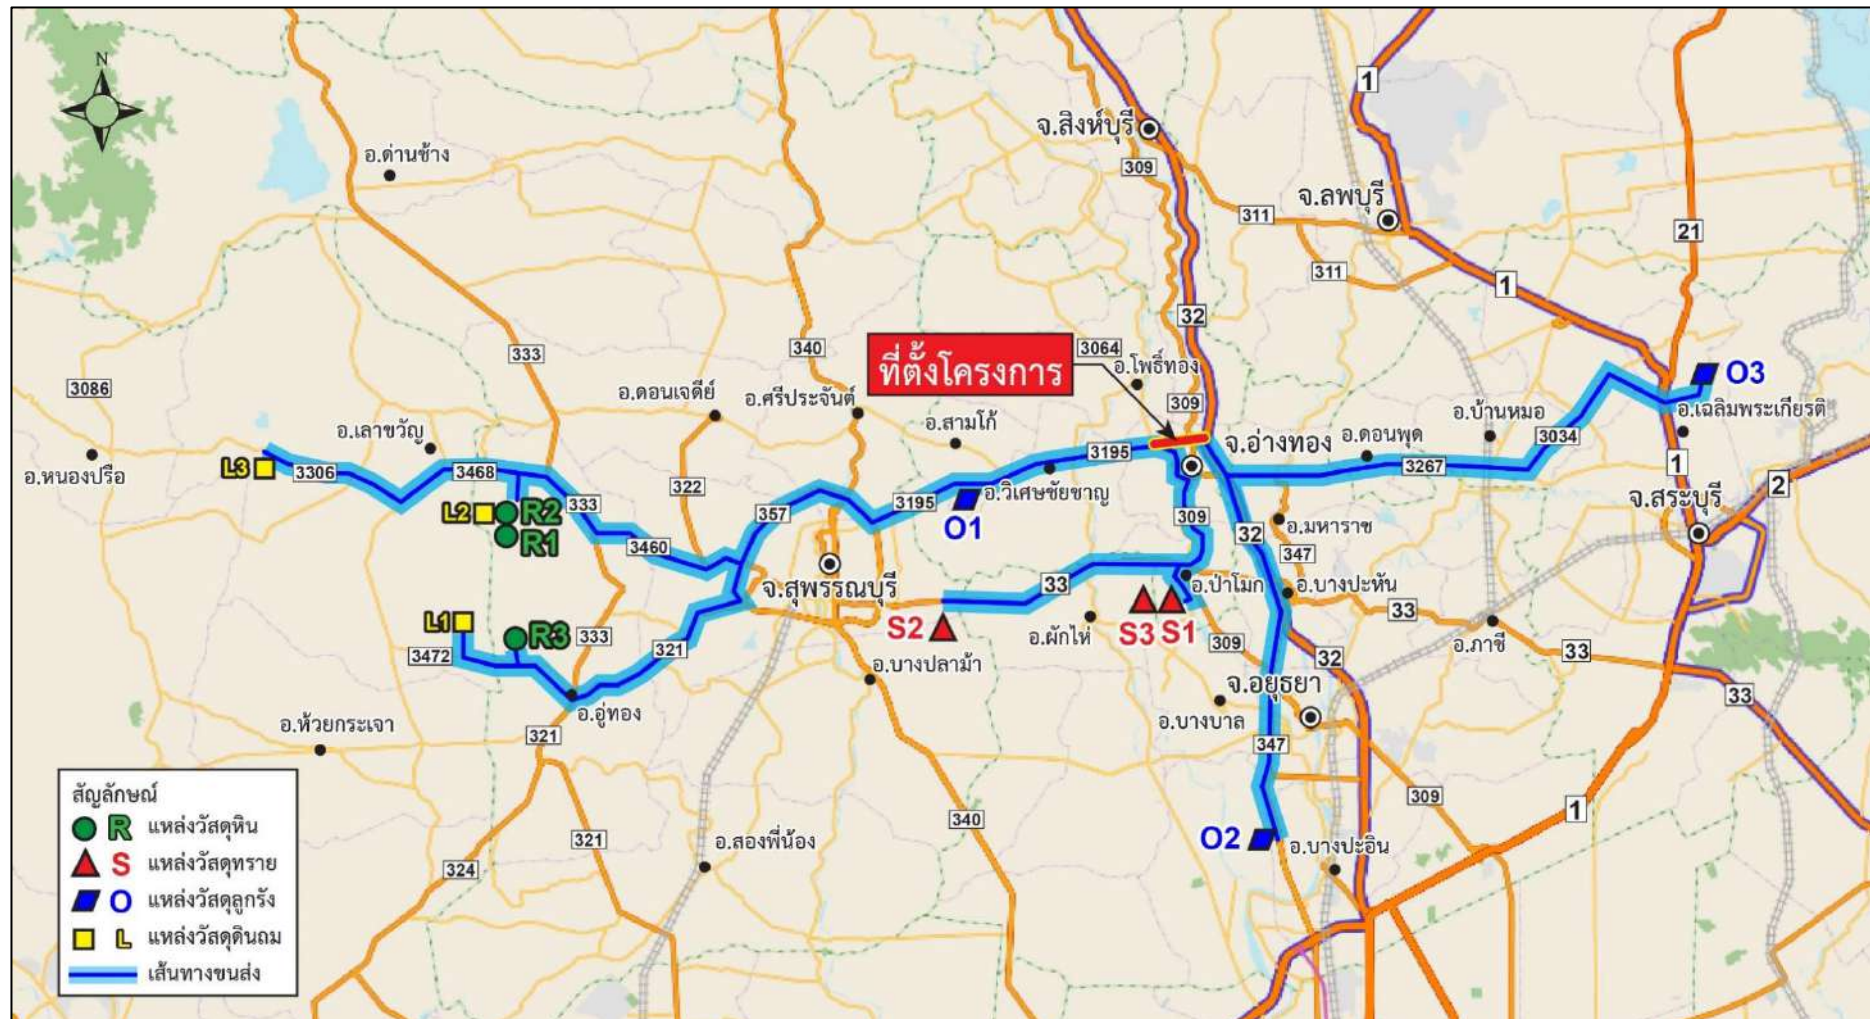 N
จ.สิงห์บุรี
1
309
อ.ด่านช้าง
จ.ลพบุรี
311
21
311
1
32
333
340
ที่ตั้งโครงการ
3064
อ.โพธิ์ทอง
O3
3086
อ.ดอนเจดีย์
อ.ศรีประจันต์
309
อ.เฉลิมพระเกียรติ
อ.เลาขวัญ
อ.สามโก้
จ.อ่างทอง
อ.ดอนพุด
อ.บ้านหมอ
3034
อ.หนองปรือ
L3
3306
3468
3195
3267
1
2
322
333
อ.วิเศษชัยชาญ
จ.สระบุรี
L2
R2
R1
357
3195
O1
309
อ.มหาราช
32
347
3460
จ.สุพรรณบุรี
33
อ.ป่าโมก
อ.บางปะหัน
33
L1
R3
333
S2
S3
S1
อ.ผักไห่
309
อ.ภาชี
33
3472
321
อ.บางปลาม้า
32
จ.อยุธยา
33
อ.อู่ทอง
อ.บางบาล
อ.ห้วยกระเจา
321
347
309
1
สัญลักษณ์
R แหล่งวัสดุหิน
S แหล่งวัสดุทราย
O แหล่งวัสดุลูกรัง
L แหล่งวัสดุดินถม
เส้นทางขนส่ง
321
340
324
อ.สองพี่น้อง
O2
อ.บางปะอิน